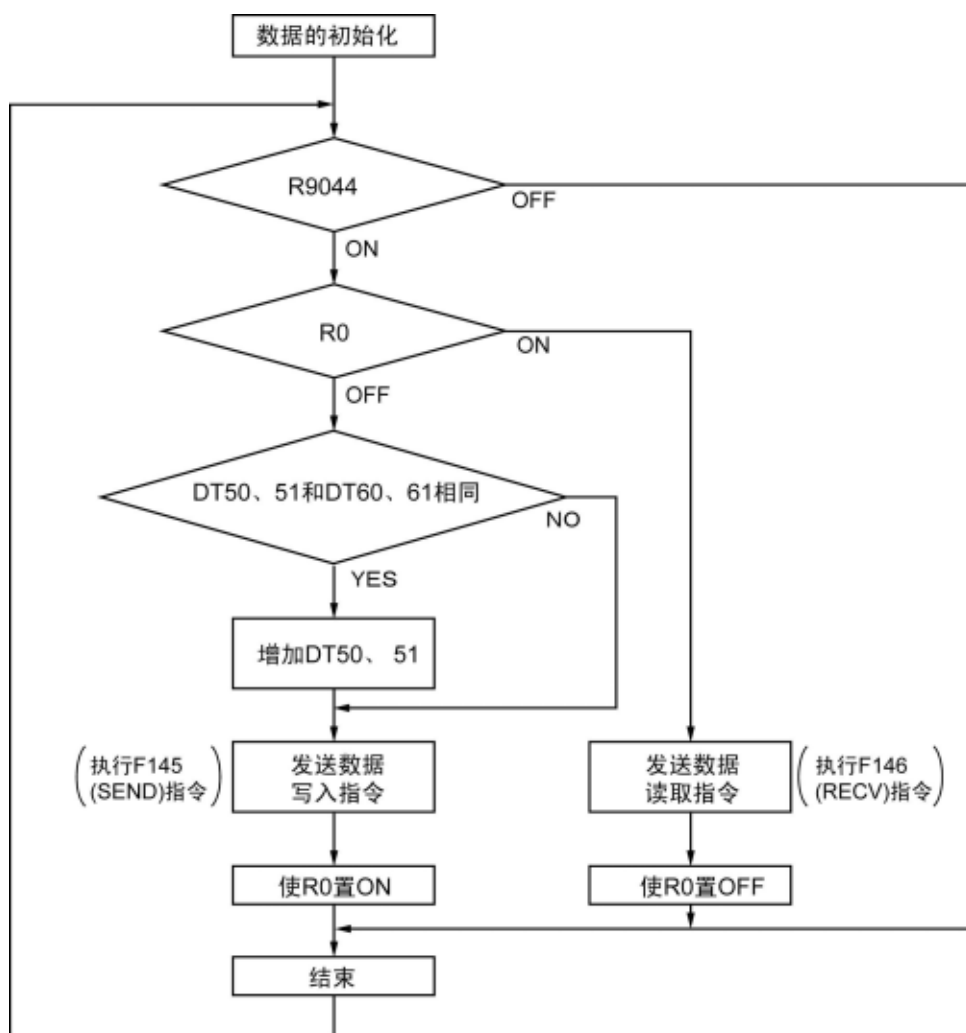 数据的初始化
R9044
OFF
ON
R0
ON
OFF
DT50、51和DT60、61相同
NO
YES
增加DT50、 51
执行F145
(SEND)指令
发送数据
写入指令
发送数据
读取指令
执行F146
(RECV)指令
使R0置ON
使R0置OFF
结束